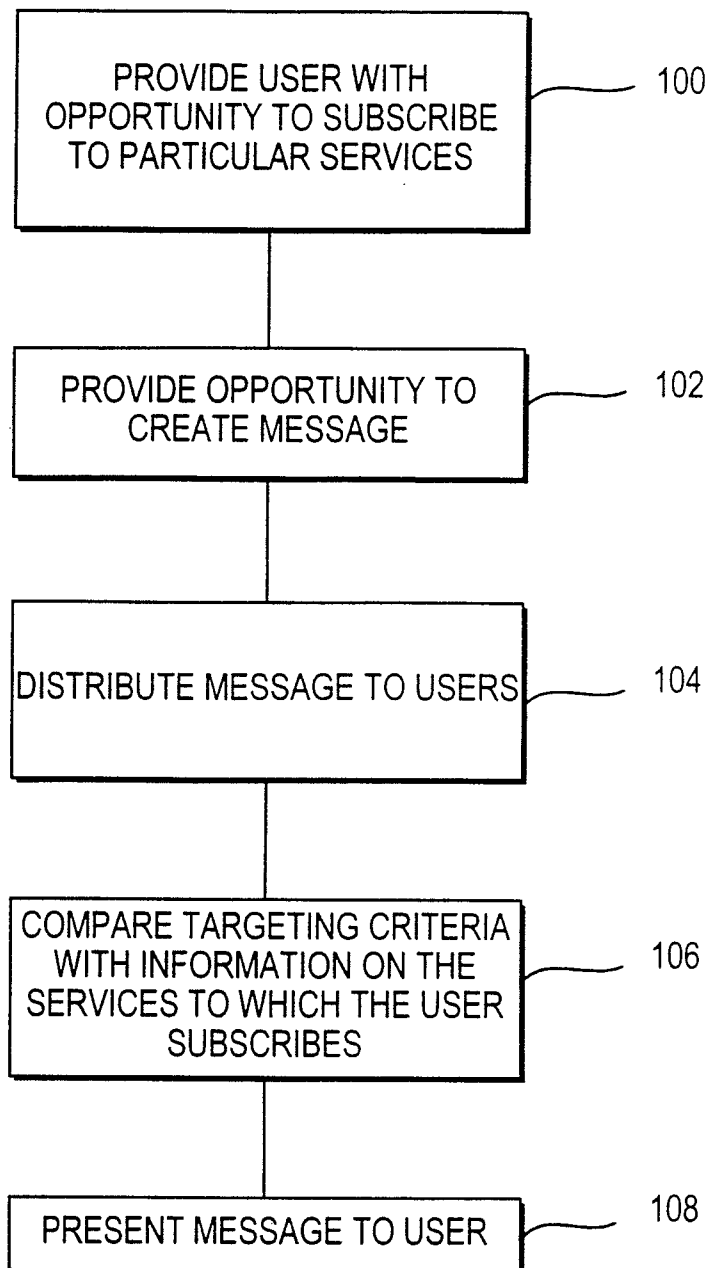 PROVIDE USER WITH
OPPORTUNITY TO SUBSCRIBE
TO PARTICULAR SERVICES
100
PROVIDE OPPORTUNITY TO
CREATE MESSAGE
102
DISTRIBUTE MESSAGE TO USERS
104
COMPARE TARGETING CRITERIA
WITH INFORMATION ON THE
SERVICES TO WHICH THE USER
SUBSCRIBES
106
PRESENT MESSAGE TO USER
108